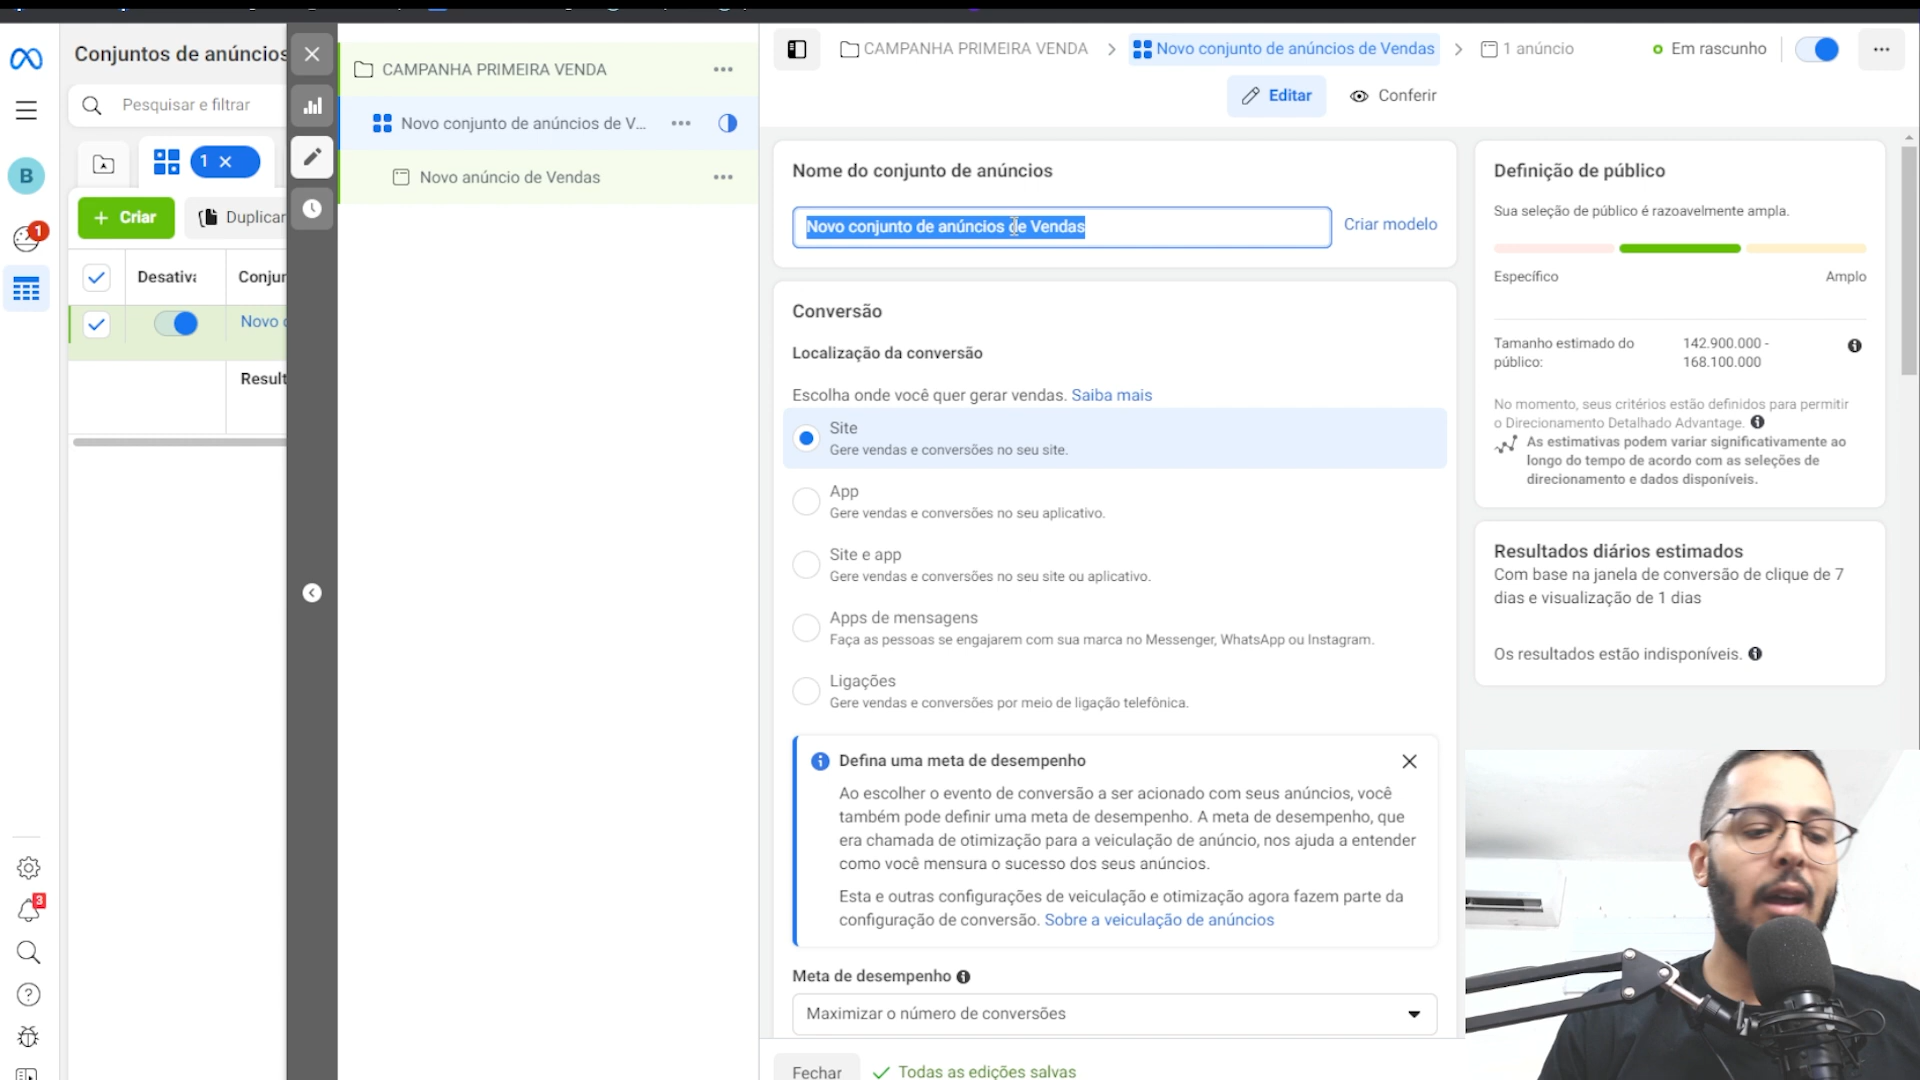 Conjuntos de anúncios
Pesquisar e filtrar
B
1
1
Criar
Duplicar
Desativa
Conjun
Novo c
Result
3
CAMPANHA PRIMEIRA VENDA
Novo conjunto de anúncios de V...
Novo anúncio de Vendas
CAMPANHA PRIMEIRA VENDA
Novo conjunto de anúncios de Vendas
1 anúncio
Em rascunho
Editar
Conferir
Nome do conjunto de anúncios
Novo conjunto de anúncios de Vendas
Criar modelo
Conversão
Localização da conversão
Escolha onde você quer gerar vendas. Saiba mais
Site
Gere vendas e conversões no seu site.
App
Gere vendas e conversões no seu aplicativo.
Site e app
Gere vendas e conversões no seu site ou aplicativo.
Apps de mensagens
Faça as pessoas se engajarem com sua marca no Messenger, WhatsApp ou Instagram.
Ligações
Gere vendas e conversões por meio de ligação telefônica.
Defina uma meta de desempenho
Ao escolher o evento de conversão a ser acionado com seus anúncios, você
também pode definir uma meta de desempenho. A meta de desempenho, que
era chamada de otimização para a veiculação de anúncio, nos ajuda a entender
como você mensura o sucesso dos seus anúncios.
Esta e outras configurações de veiculação e otimização agora fazem parte da
configuração de conversão. Sobre a veiculação de anúncios
Meta de desempenho
Maximizar o número de conversões
Fechar
Todas as edições salvas
Definição de público
Sua seleção de público é razoavelmente ampla.
Específico
Amplo
Tamanho estimado do
público:
142.900.000 -
168.100.000
No momento, seus critérios estão definidos para permitir
o Direcionamento Detalhado Advantage.
As estimativas podem variar significativamente ao
longo do tempo de acordo com as seleções de
direcionamento e dados disponíveis.
Resultados diários estimados
Com base na janela de conversão de clique de 7
dias e visualização de 1 dias
Os resultados estão indisponíveis.